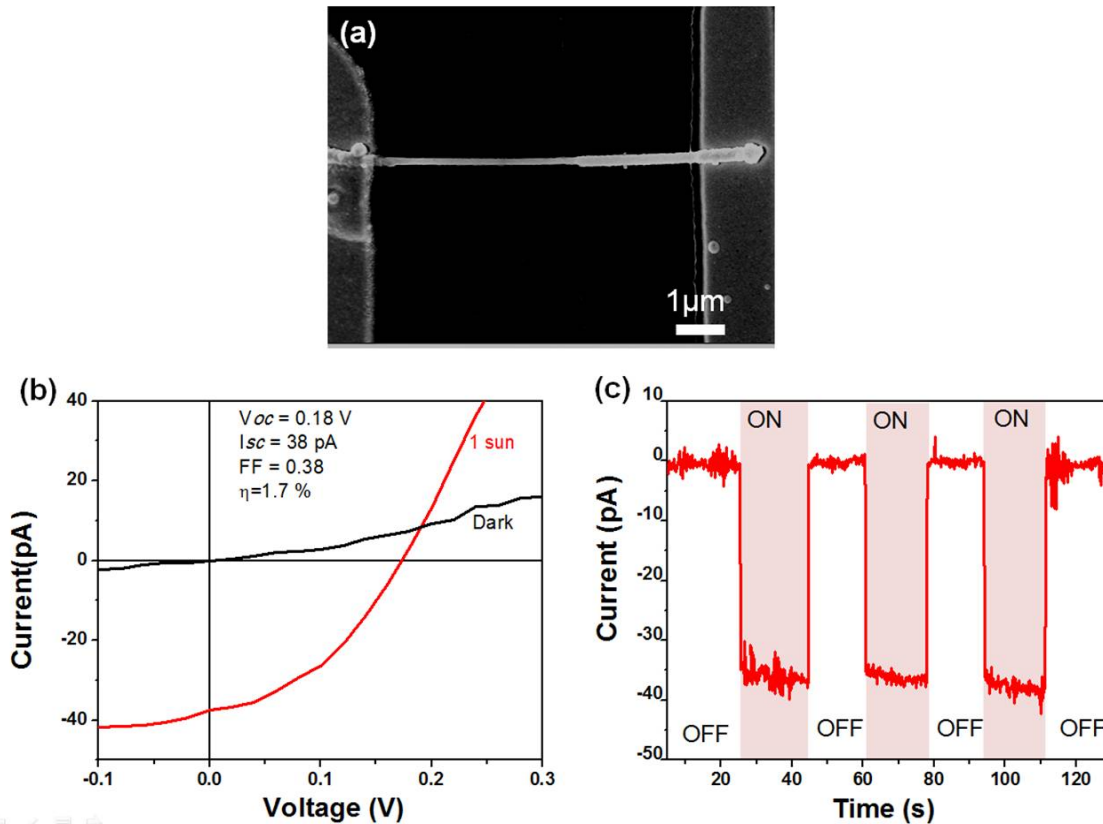 (a)
1µm
(b)
Current(pA)
40
20
0
-20
-40
-0.1
0.0
0.1
0.2
0.3
Voltage (V)
Voc = 0.18 V
Isc = 38 pA
FF = 0.38
η=1.7 %
1 sun
Dark
(c)
Current (pA)
10
0
-10
-20
-30
-40
-50
ON
ON
ON
OFF
OFF
OFF
OFF
20
40
60
80
100
120
Time (s)